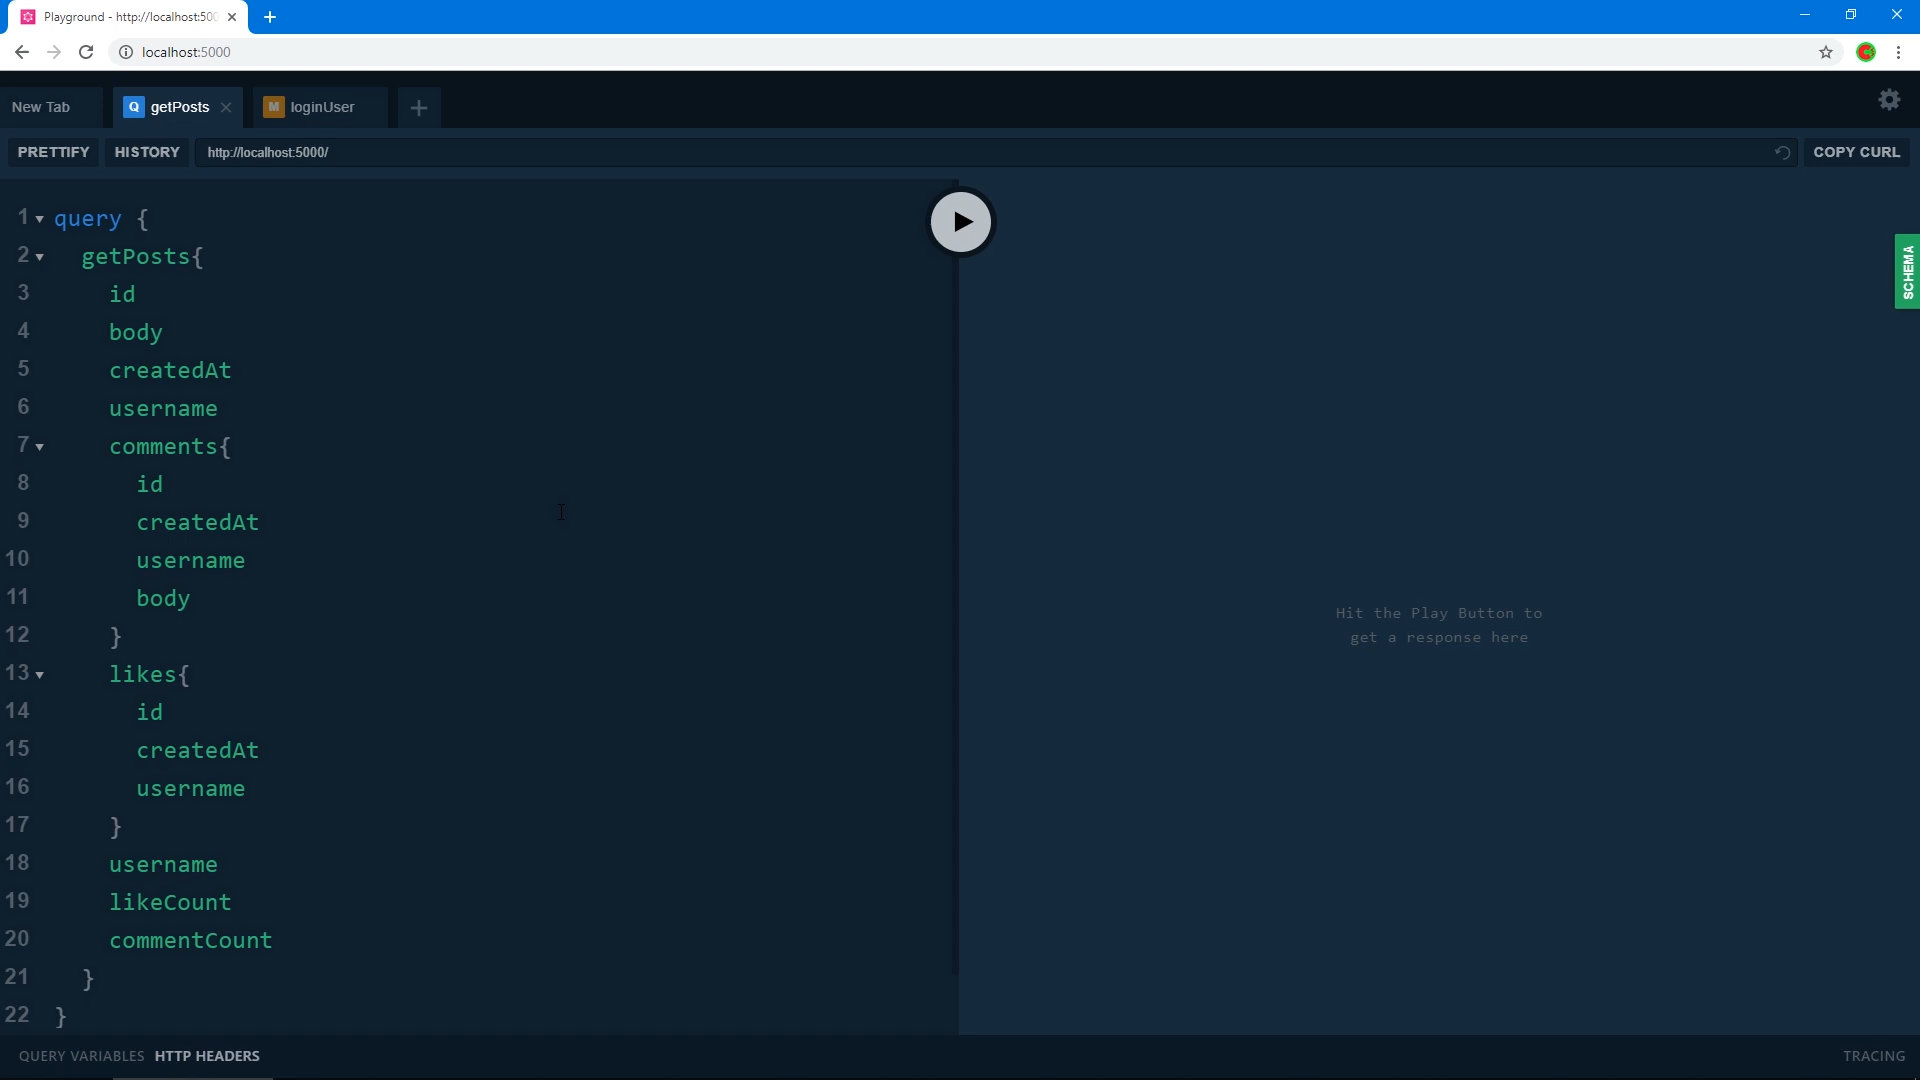 Playground - http://localhost:500
localhost:5000
New Tab
Q getPosts
M loginUser
PRETTIFY
HISTORY
http://localhost:5000/
COPY CURL
1 query {
2 getPosts{
3 id
4 body
5 createdAt
6 username
7 comments{
8 id
9 createdAt
10 username
11 body
12 }
13 likes{
14 id
15 createdAt
16 username
17 }
18 username
19 likeCount
20 commentCount
21 }
22 }
Hit the Play Button to
get a response here
SCHEMA
QUERY VARIABLES
HTTP HEADERS
TRACING